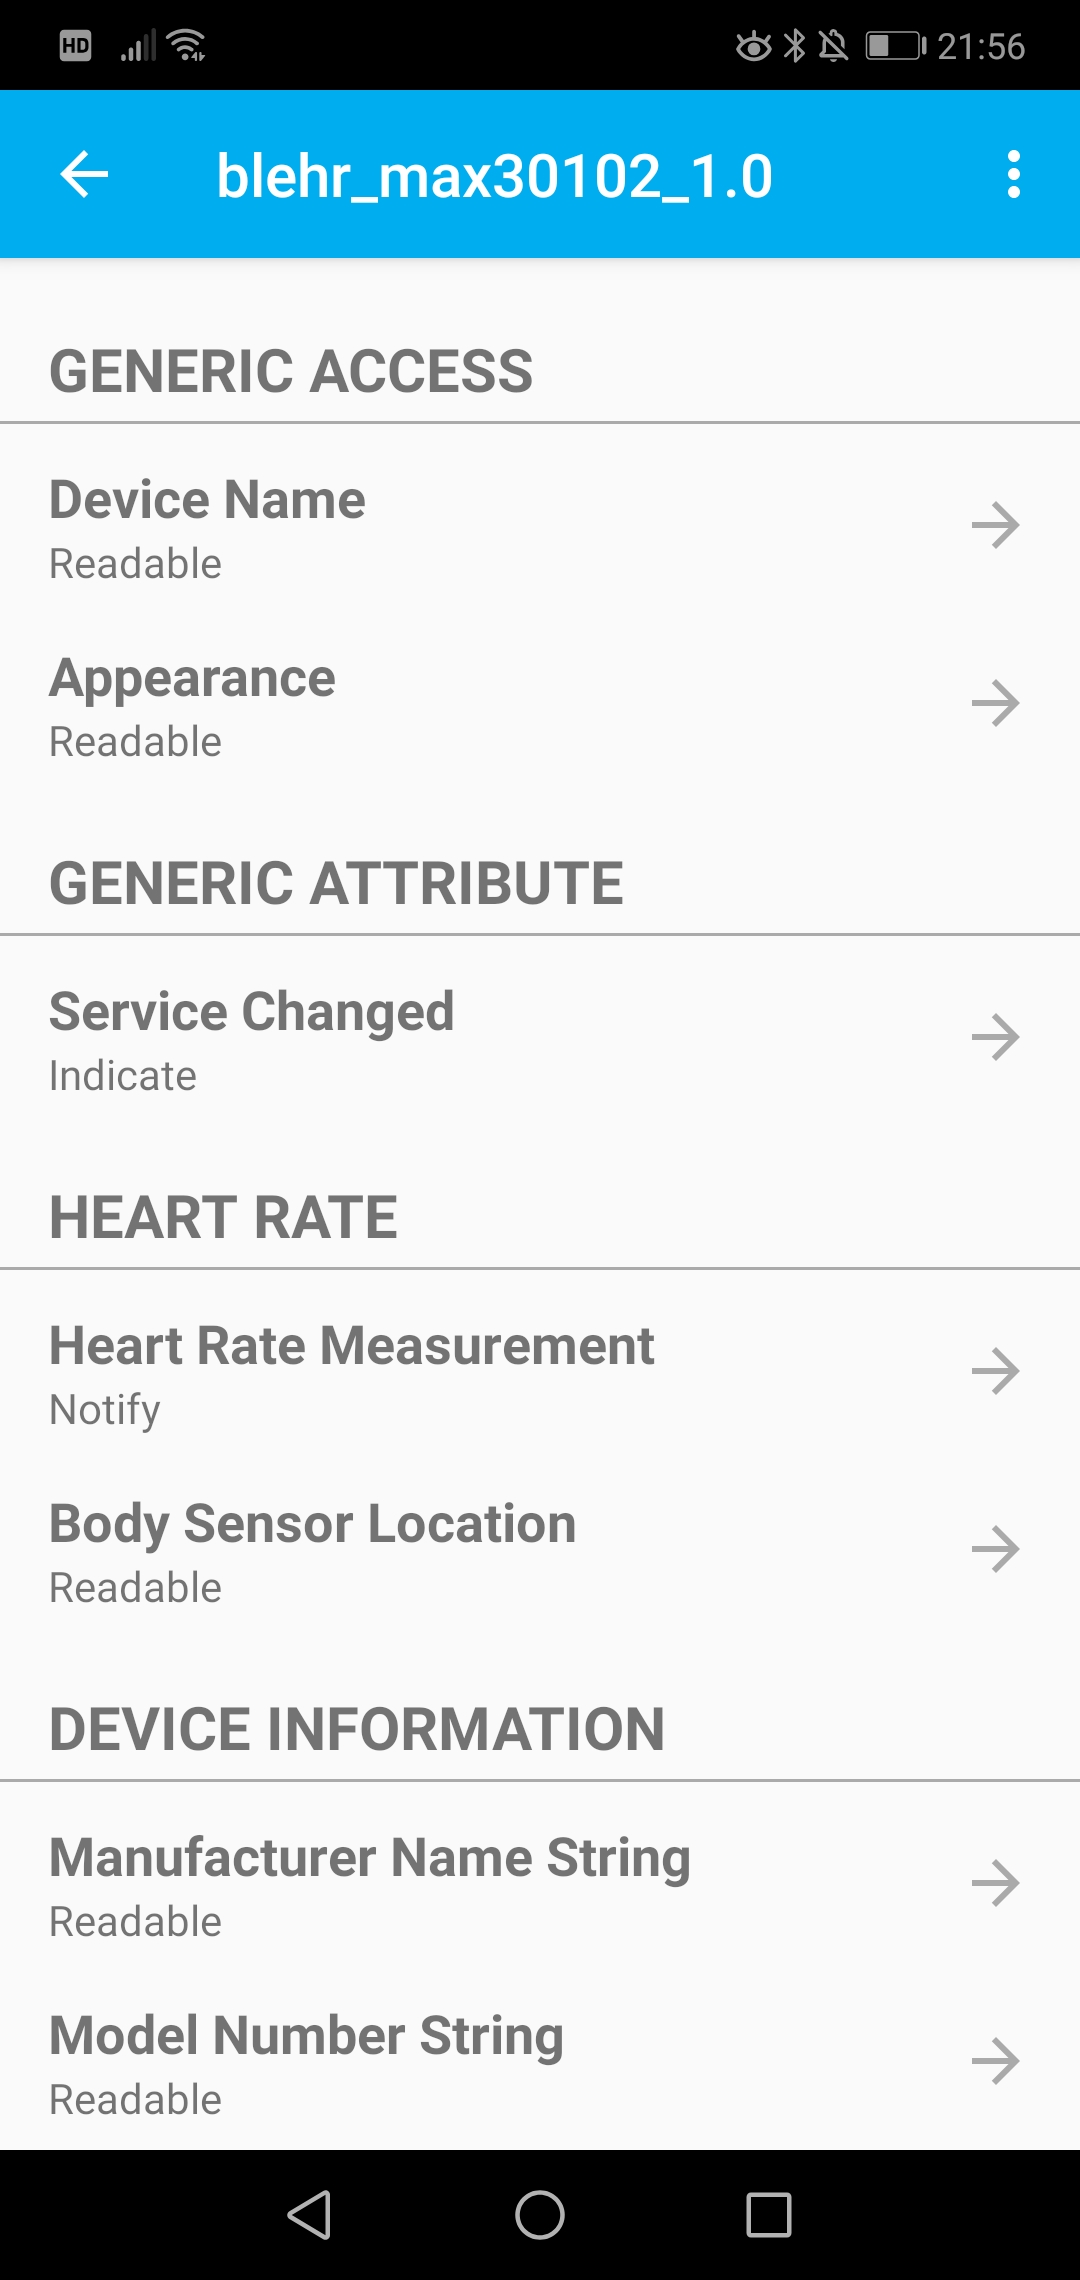 HD 21:56
blehr_max30102_1.0
GENERIC ACCESS
Device Name
Readable
Appearance
Readable
GENERIC ATTRIBUTE
Service Changed
Indicate
HEART RATE
Heart Rate Measurement
Notify
Body Sensor Location
Readable
DEVICE INFORMATION
Manufacturer Name String
Readable
Model Number String
Readable